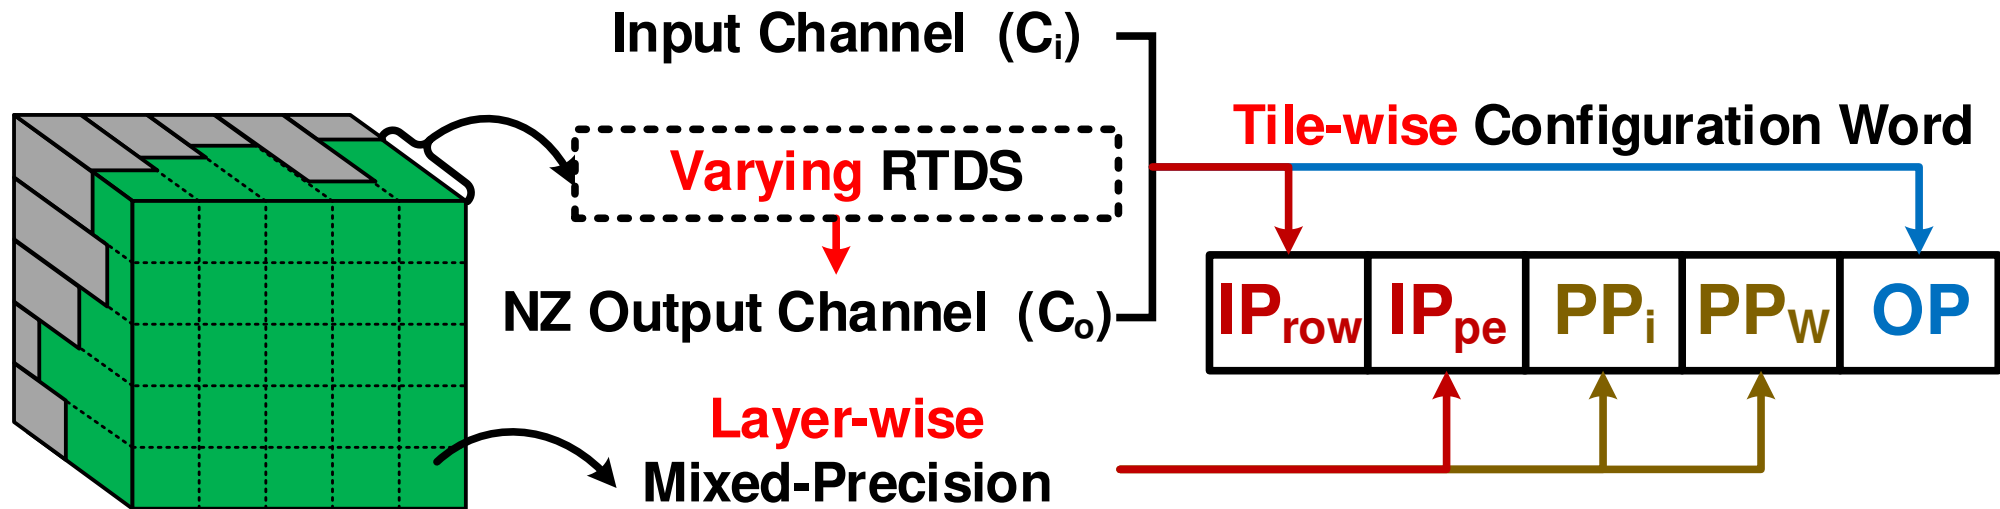 Input Channel (Ci)
Tile-wise Configuration Word
Varying RTDS
NZ Output Channel (Co)
IProw IPpe PPi PPW OP
Layer-wise
Mixed-Precision